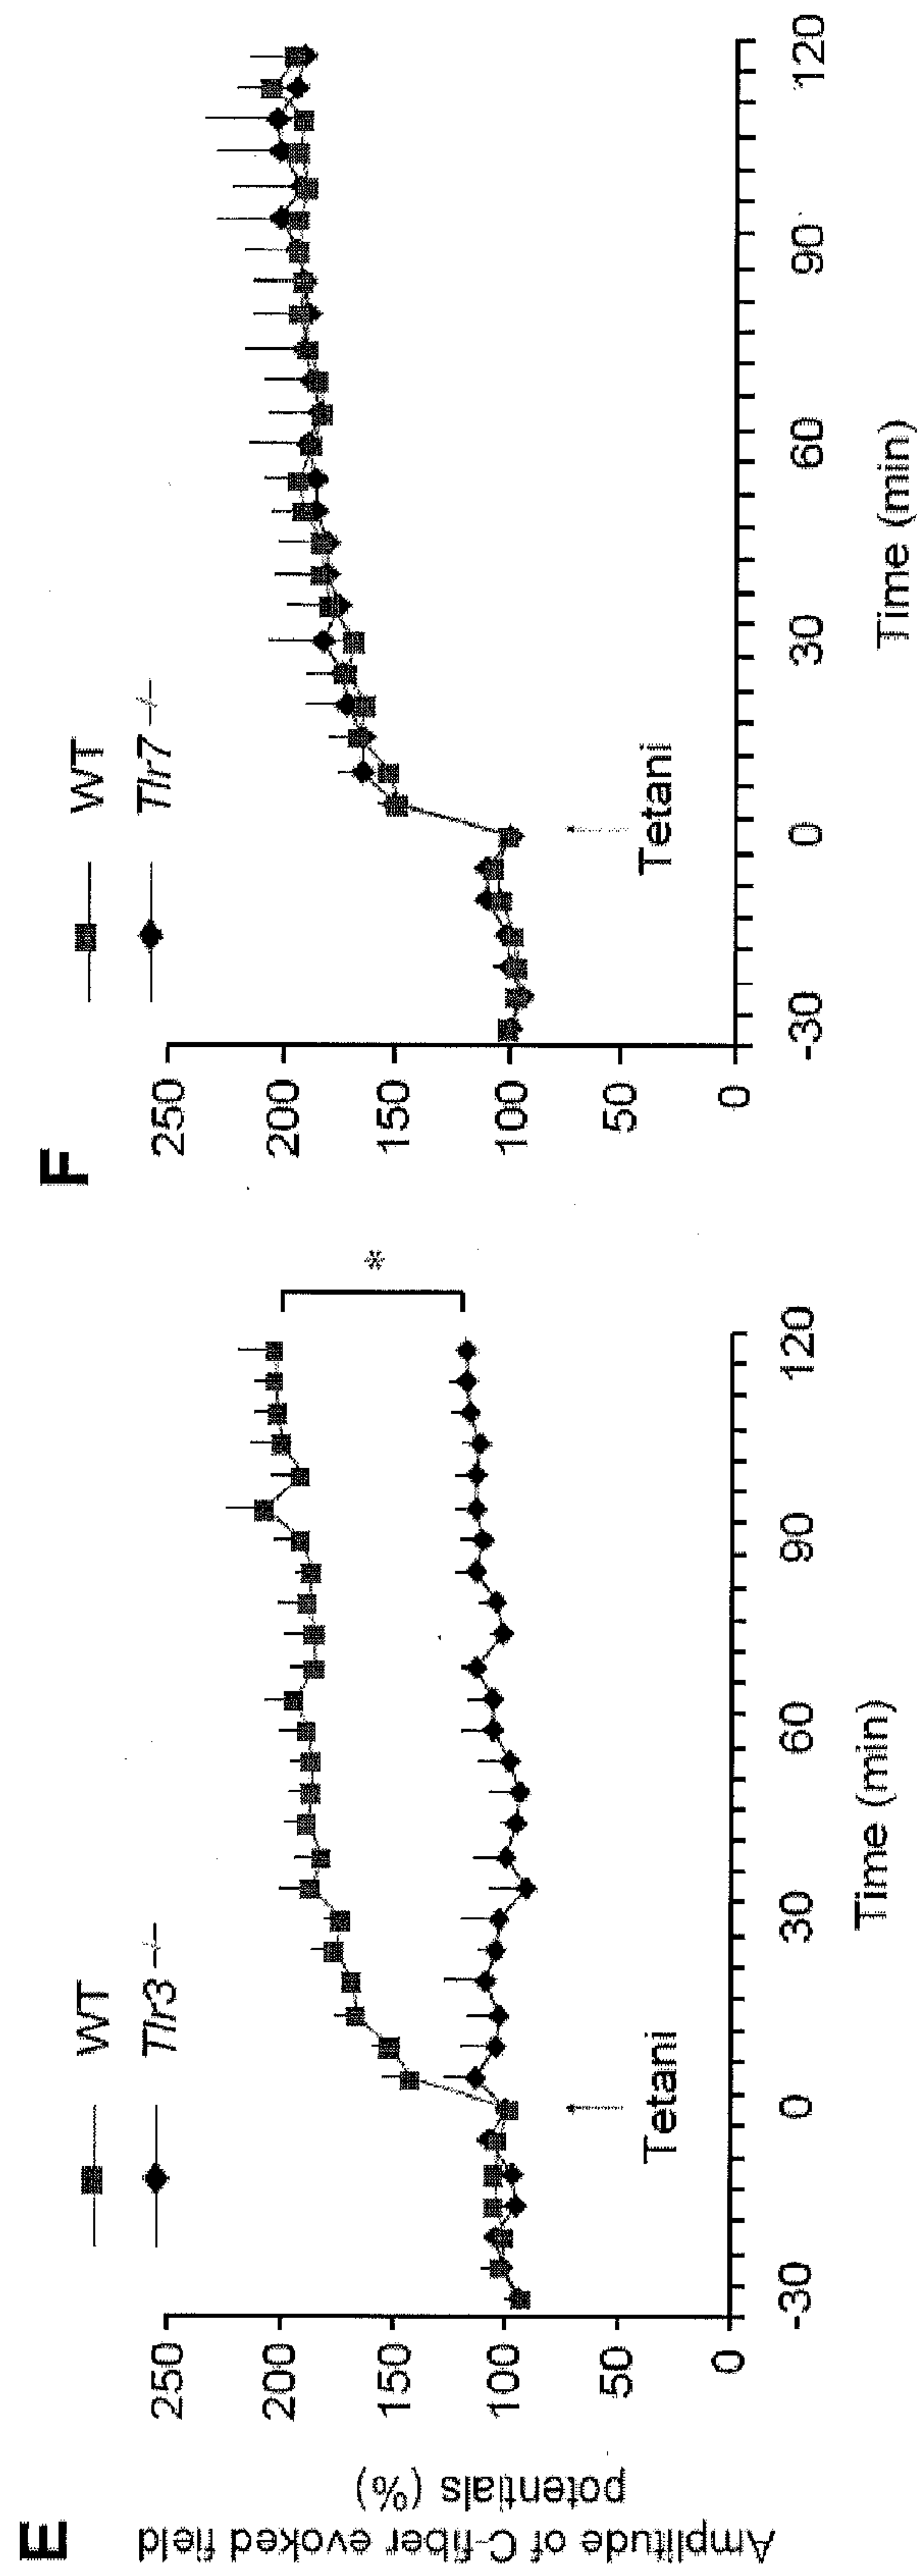 E
Amplitude of C-fiber evoked field
potentials (%)
250
200
150
100
50
0
WT
Tlr3 -/-
*
Tetani
-30
0
30
60
90
120
Time (min)
F
250
200
150
100
50
0
WT
Tlr7 -/-
Tetani
-30
0
30
60
90
120
Time (min)